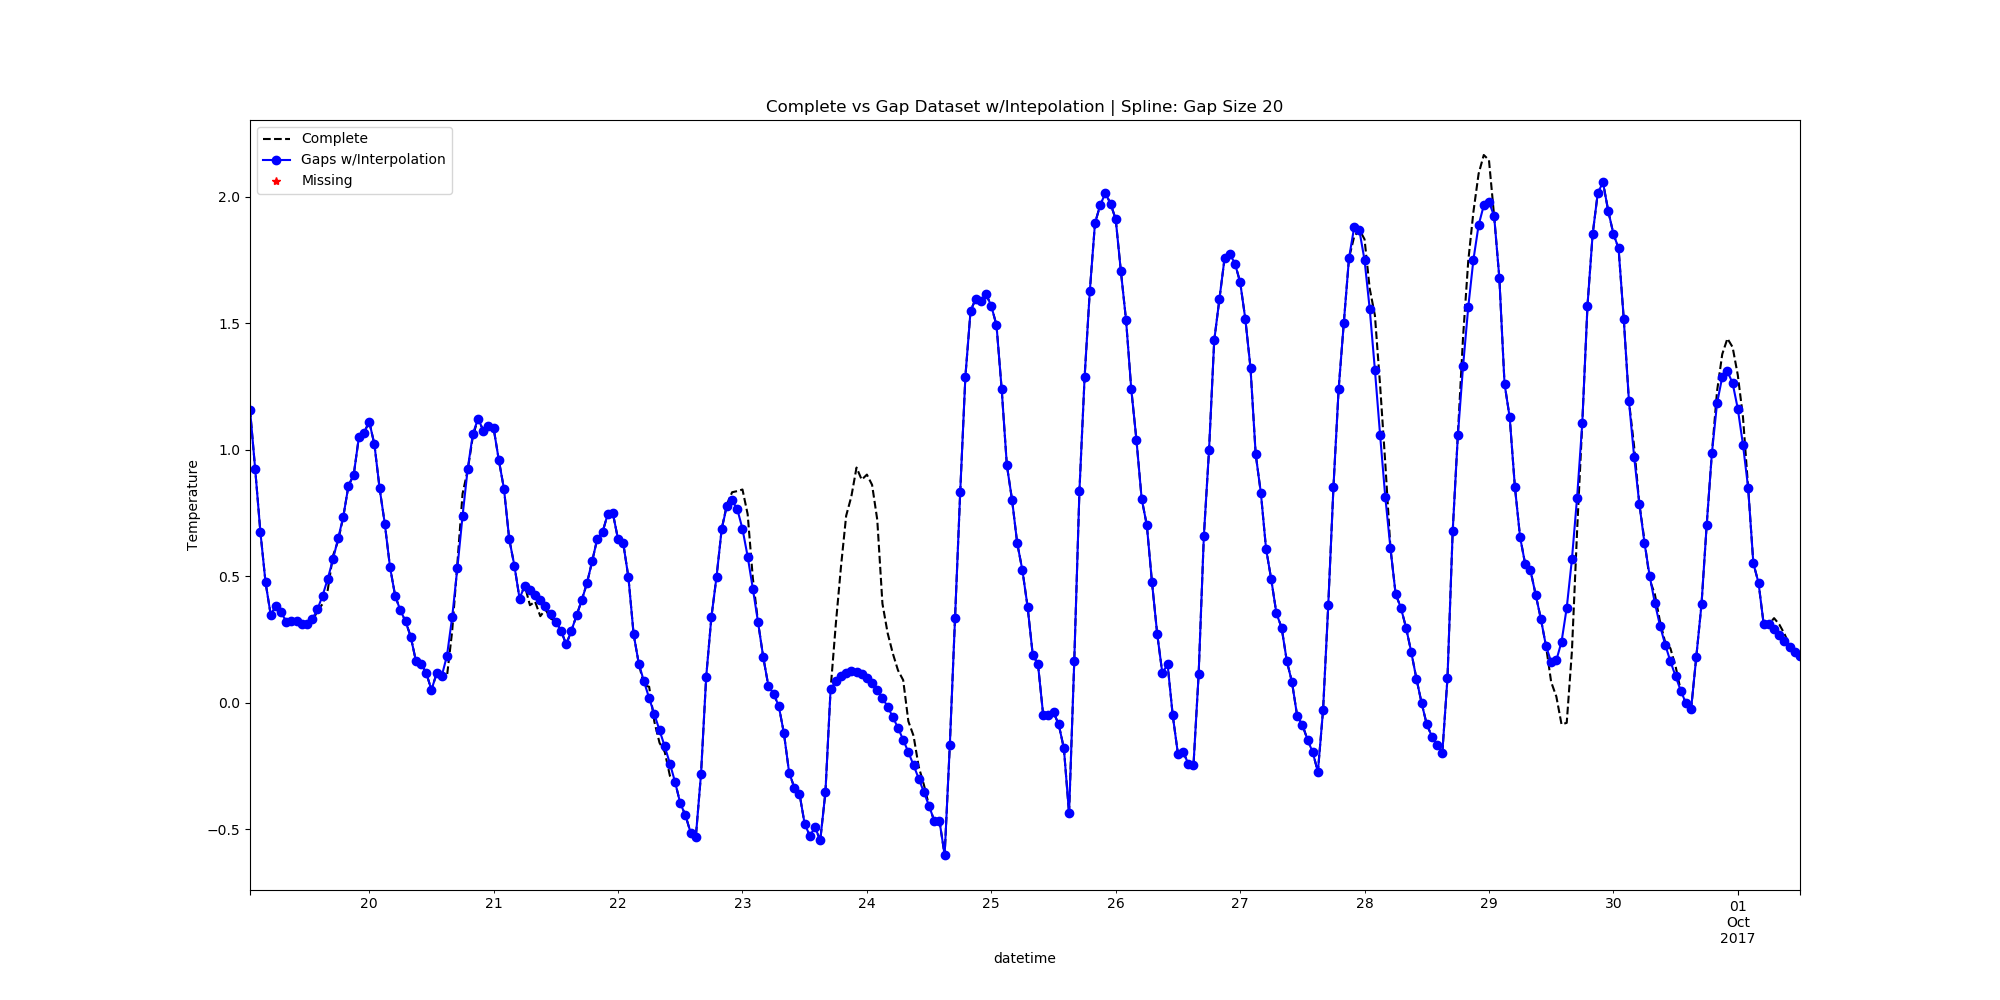 Complete vs Gap Dataset w/Intepolation | Spline: Gap Size 20
Complete
Gaps w/Interpolation
Missing
2.0
1.5
1.0
0.5
0.0
−0.5
Temperature
20 21 22 23 24 25 26 27 28 29 30 01
Oct
2017
datetime